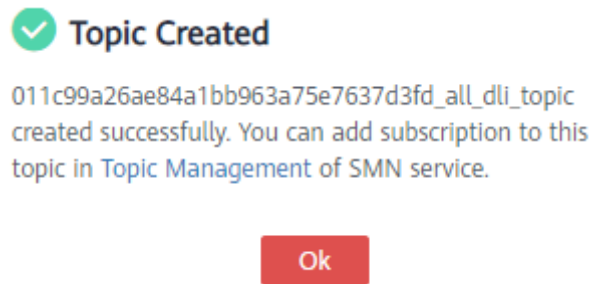 Topic Created
011c99a26ae84a1bb963a75e7637d3fd_all_dli_topic
created successfully. You can add subscription to this
topic in Topic Management of SMN service.
Ok